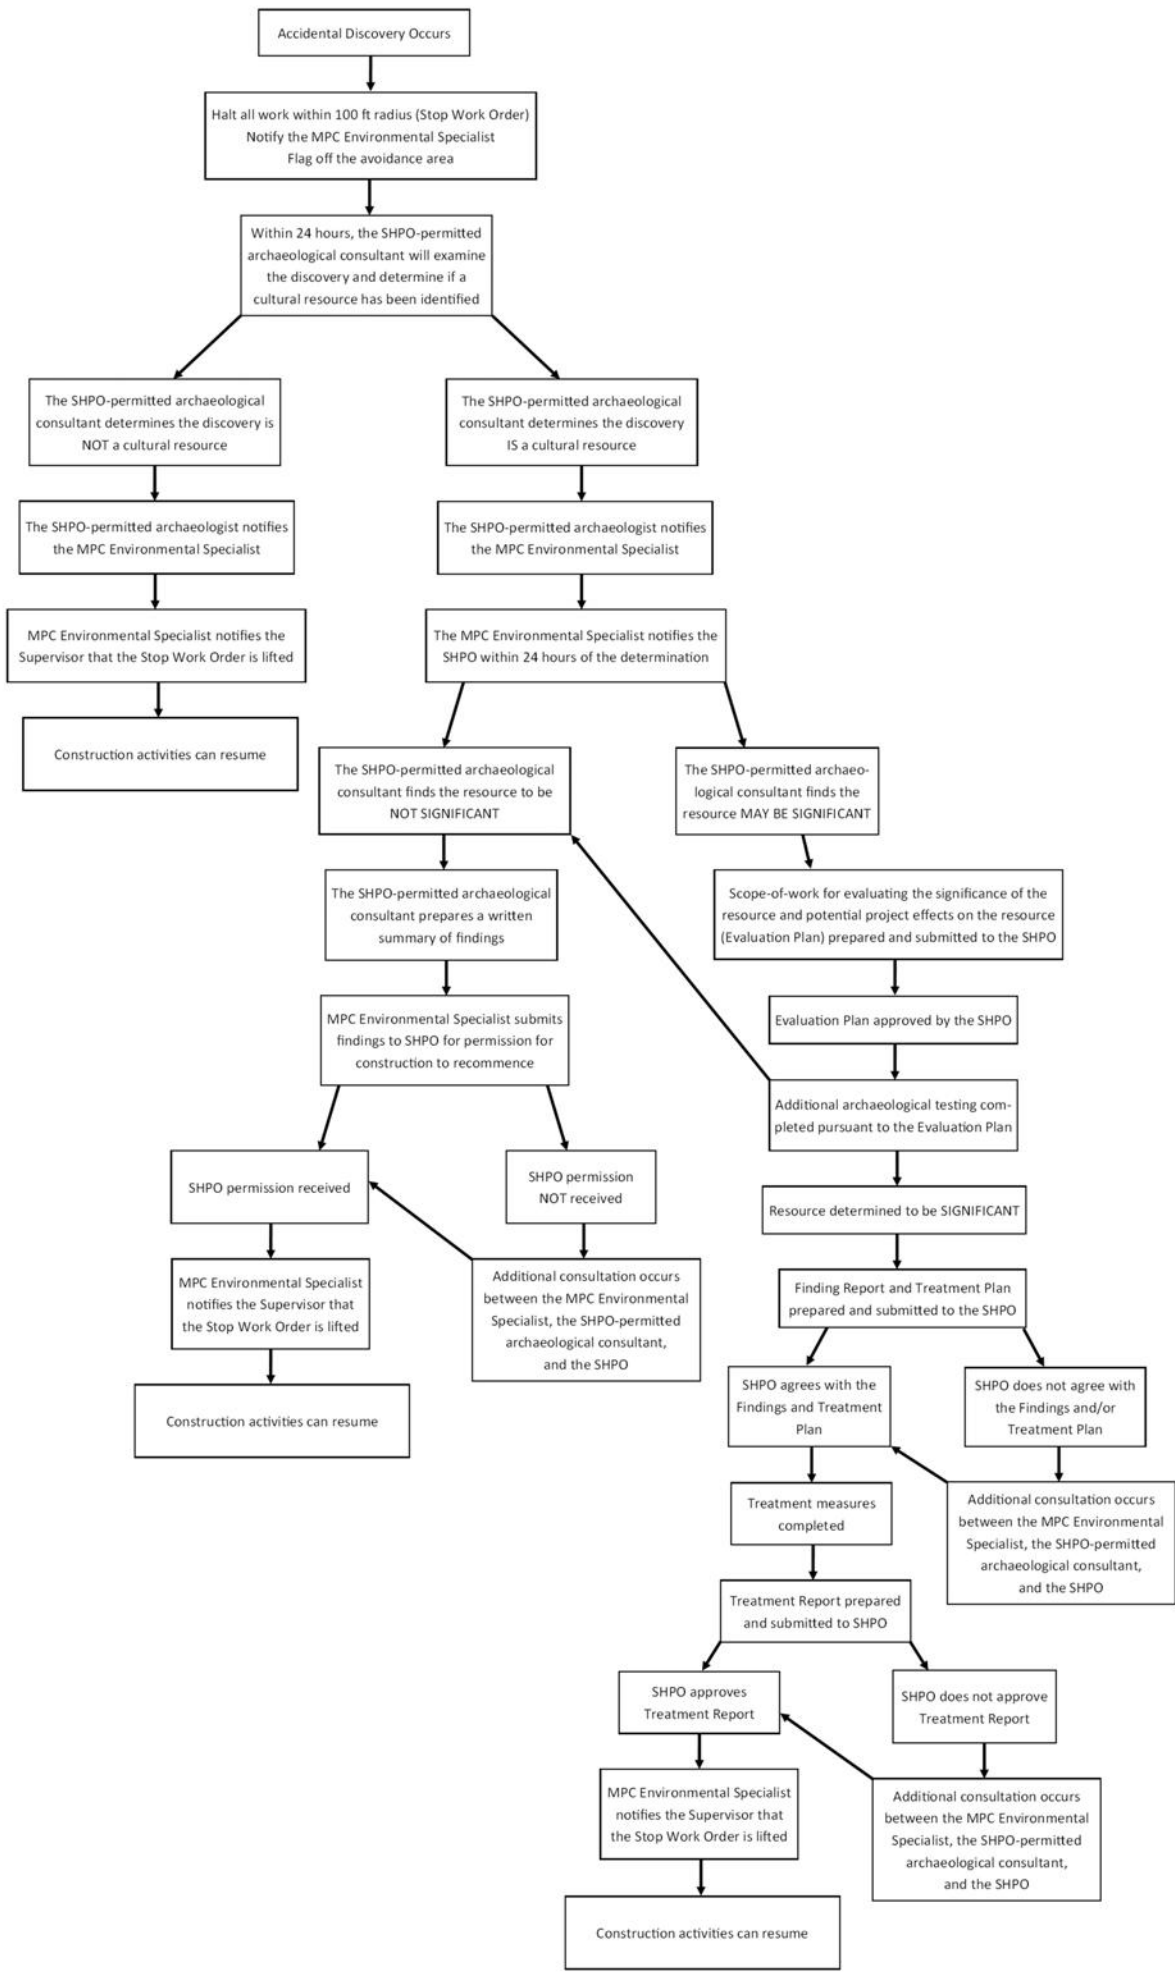 Accidental Discovery Occurs
Halt all work within 100 ft radius (Stop Work Order)
Notify the MPC Environmental Specialist
Flag off the avoidance area
Within 24 hours, the SHPO-permitted
archaeological consultant will examine
the discovery and determine if a
cultural resource has been identified
The SHPO-permitted archaeological
consultant determines the discovery is
NOT a cultural resource
The SHPO-permitted archaeological
consultant determines the discovery
IS a cultural resource
The SHPO-permitted archaeologist notifies
the MPC Environmental Specialist
The SHPO-permitted archaeologist notifies
the MPC Environmental Specialist
MPC Environmental Specialist notifies the
Supervisor that the Stop Work Order is lifted
The MPC Environmental Specialist notifies the
SHPO within 24 hours of the determination
Construction activities can resume
The SHPO-permitted archaeological
consultant finds the resource to be
NOT SIGNIFICANT
The SHPO-permitted archaeo-
logical consultant finds the
resource MAY BE SIGNIFICANT
The SHPO-permitted archaeological
consultant prepares a written
summary of findings
Scope-of-work for evaluating the significance of the
resource and potential project effects on the resource
(Evaluation Plan) prepared and submitted to the SHPO
MPC Environmental Specialist submits
findings to SHPO for permission for
construction to recommence
Evaluation Plan approved by the SHPO
Additional archaeological testing com-
pleted pursuant to the Evaluation Plan
SHPO permission received
SHPO permission
NOT received
Resource determined to be SIGNIFICANT
MPC Environmental Specialist
notifies the Supervisor that
the Stop Work Order is lifted
Additional consultation occurs
between the MPC Environmental
Specialist, the SHPO-permitted
archaeological consultant,
and the SHPO
Finding Report and Treatment Plan
prepared and submitted to the SHPO
Construction activities can resume
SHPO agrees with the
Findings and Treatment
Plan
SHPO does not agree with
the Findings and/or
Treatment Plan
Treatment measures
completed
Additional consultation occurs
between the MPC Environmental
Specialist, the SHPO-permitted
archaeological consultant,
and the SHPO
Treatment Report prepared
and submitted to SHPO
SHPO approves
Treatment Report
SHPO does not approve
Treatment Report
MPC Environmental Specialist
notifies the Supervisor that
the Stop Work Order is lifted
Additional consultation occurs
between the MPC Environmental
Specialist, the SHPO-permitted
archaeological consultant,
and the SHPO
Construction activities can resume